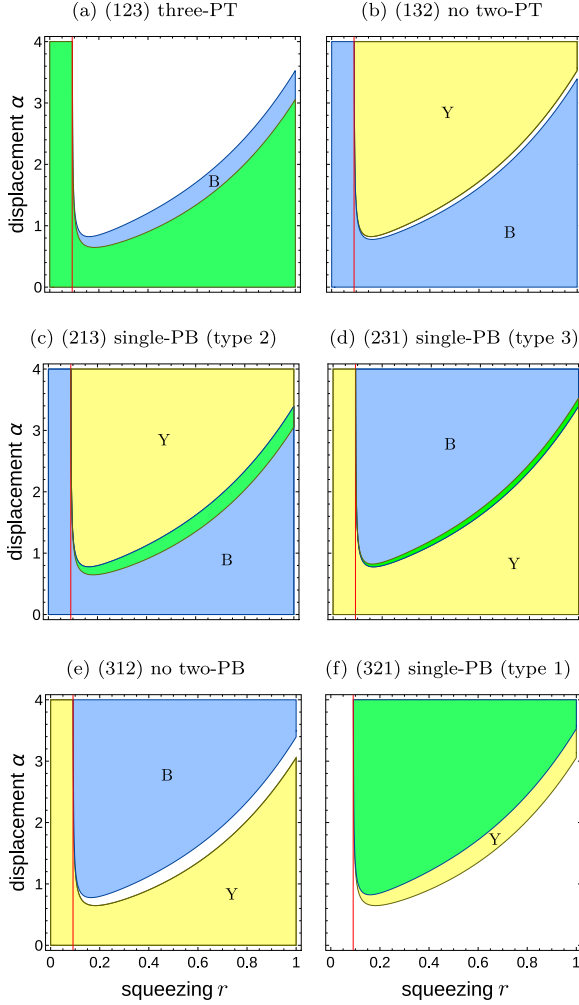 (a) (123) three-PT
(b) (132) no two-PT
displacement α
4
3
2
1
0
B
Y
B
(c) (213) single-PB (type 2)
(d) (231) single-PB (type 3)
displacement α
4
3
2
1
0
Y
B
B
Y
(e) (312) no two-PB
(f) (321) single-PB (type 1)
displacement α
4
3
2
1
0
B
Y
Y
0 0.2 0.4 0.6 0.8 1
0 0.2 0.4 0.6 0.8 1
squeezing r
squeezing r